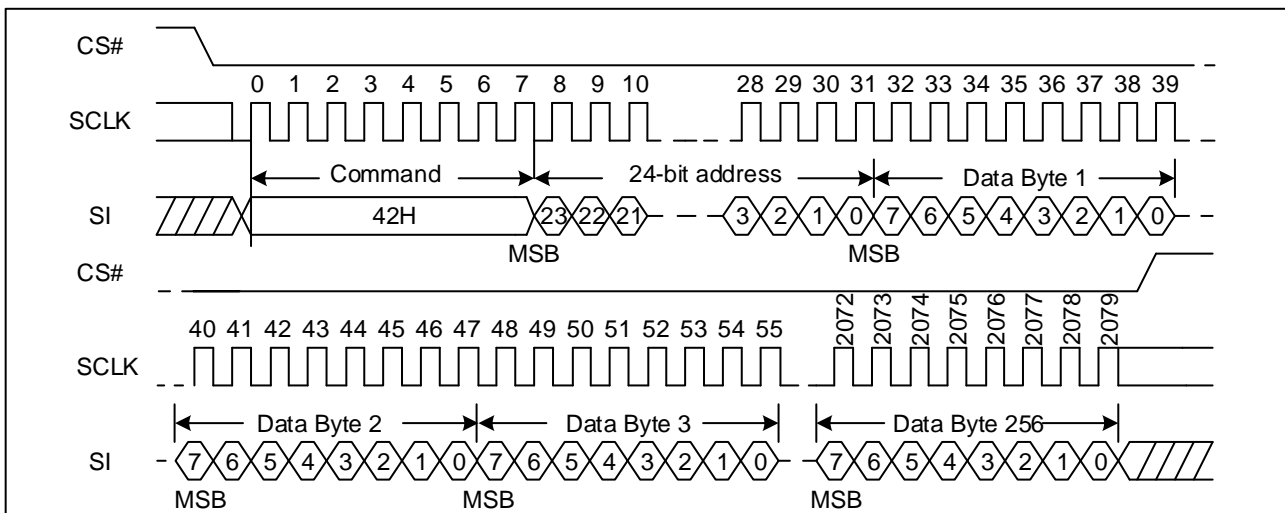 CS#
0 1 2 3 4 5 6 7 8 9 10 28 29 30 31 32 33 34 35 36 37 38 39
SCLK
Command 24-bit address Data Byte 1
SI 42H 23 22 21 3 2 1 0 7 6 5 4 3 2 1 0
MSB MSB
CS#
40 41 42 43 44 45 46 47 48 49 50 51 52 53 54 55 2072 2073 2074 2075 2076 2077 2078 2079
SCLK
Data Byte 2 Data Byte 3 Data Byte 256
SI 7 6 5 4 3 2 1 0 7 6 5 4 3 2 1 0 7 6 5 4 3 2 1 0
MSB MSB MSB